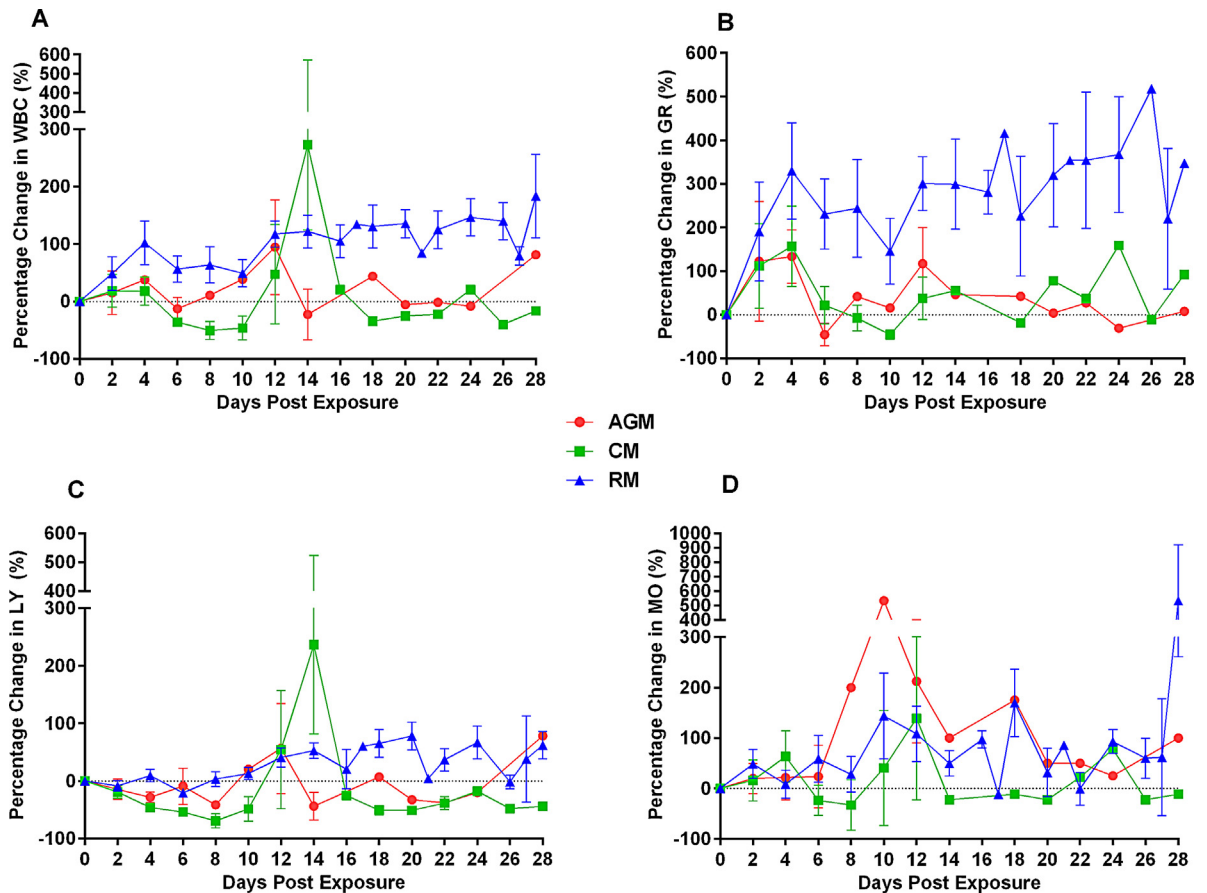 A
Percentage Change in WBC (%)
600
500
400
300
300
200
100
0
-100
0 2 4 6 8 10 12 14 16 18 20 22 24 26 28
Days Post Exposure
B
Percentage Change in GR (%)
600
500
400
300
200
100
0
-100
0 2 4 6 8 10 12 14 16 18 20 22 24 26 28
Days Post Exposure
AGM
CM
RM
C
Percentage Change in LY (%)
600
500
400
300
200
100
0
-100
0 2 4 6 8 10 12 14 16 18 20 22 24 26 28
Days Post Exposure
D
Percentage Change in MO (%)
1000
900
800
700
600
500
400
300
200
100
0
-100
0 2 4 6 8 10 12 14 16 18 20 22 24 26 28
Days Post Exposure